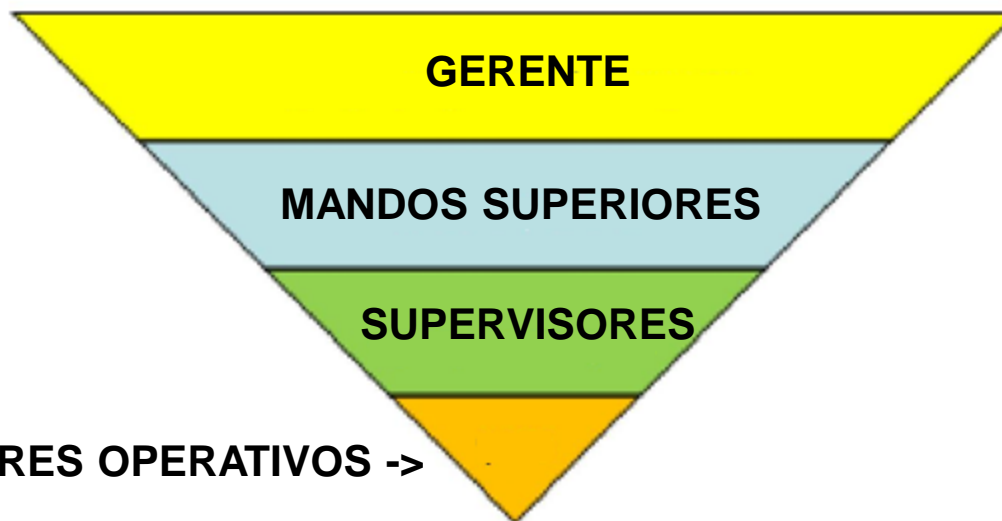 GERENTE
MANDOS SUPERIORES
SUPERVISORES
RES OPERATIVOS ->